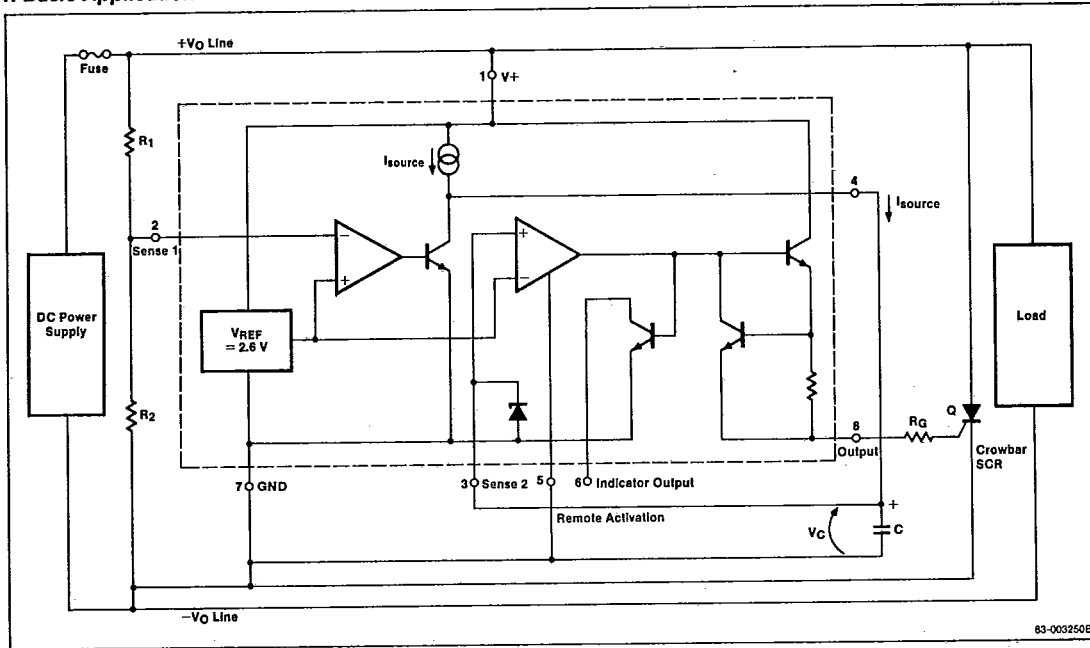 +VO Line
Fuse
1 V+
R1
Isource
4
Isource
2
Sense 1
−
+
+
−
DC Power
Supply
VREF
= 2.6 V
Load
R2
Q
RG
8
Output
Crowbar
SCR
7 GND
3 Sense 2
5
6 Indicator Output
Remote Activation
+
VC
C
−VO Line